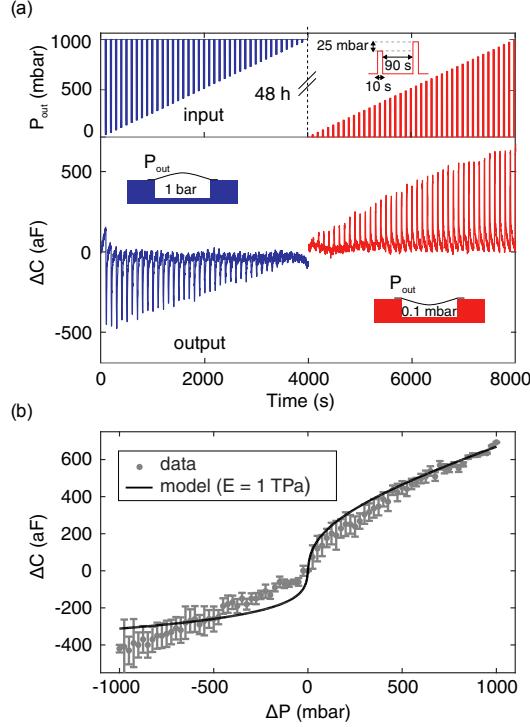 (a)
1000
500
0
P_out (mbar)
input
48 h
25 mbar
90 s
10 s
500
0
-500
ΔC (aF)
P_out
1 bar
P_out
0.1 mbar
output
0 2000 4000 6000 8000
Time (s)
(b)
600
400
200
0
-200
-400
ΔC (aF)
data
model (E = 1 TPa)
-1000 -500 0 500 1000
ΔP (mbar)